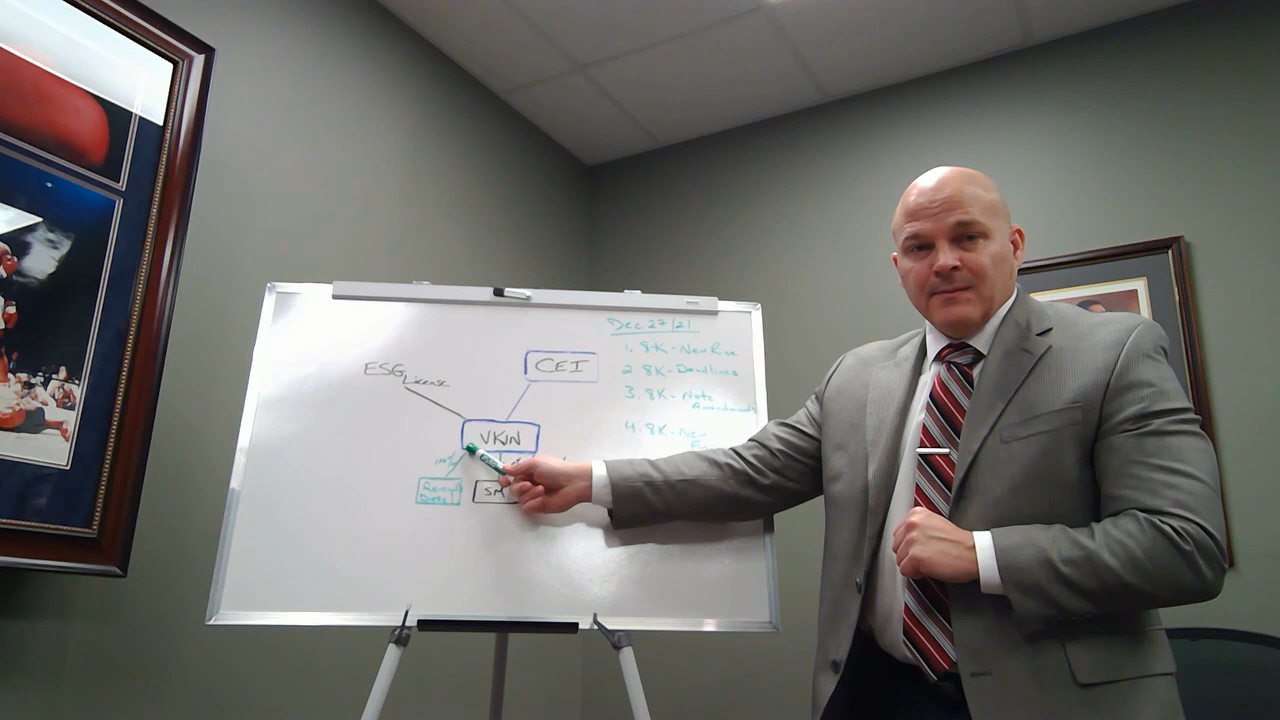 Dec 27/21
1. 8K - New Rise
2 8K - Deadlines
3. 8K - Note
Amendments
4. 8K - New
ESG License
CEI
VKIN
SM